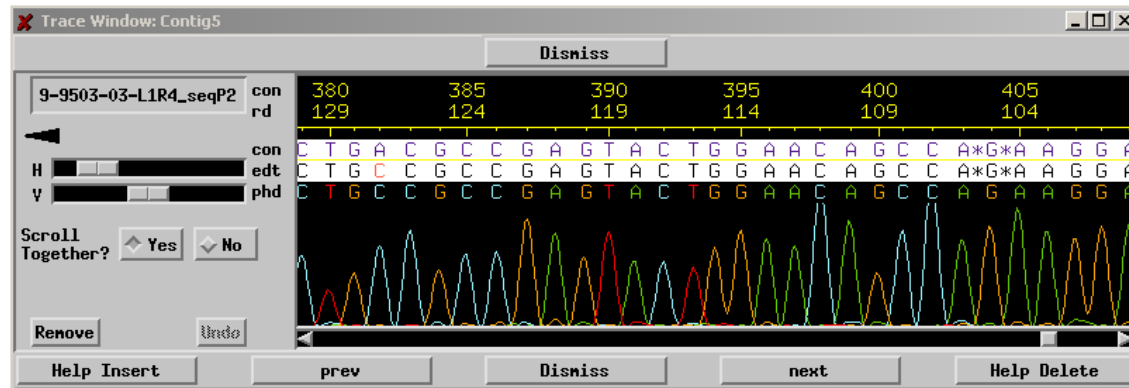 Trace Window: Contig5
Dismiss
9-9503-03-L1R4_seqP2
con 380 385 390 395 400 405
rd 129 124 119 114 109 104
con C T G A C G C C G A G T A C T G G A A C A G C C A*G*A A G G A
H edt C T G C C G C C G A G T A C T G G A A C A G C C A*G*A A G G A
V phd C T G C C G C C G A G T A C T G G A A C A G C C A G A A G G A
Scroll
Together? Yes No
Remove Undo
Help Insert prev Dismiss next Help Delete